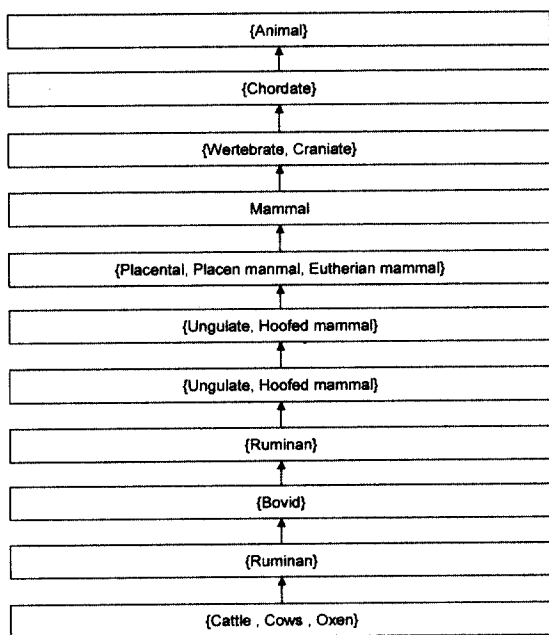 {Animal}
{Chordate}
{Wertebrate, Craniate}
Mammal
{Placental, Placen manmal, Eutherian mammal}
{Ungulate, Hoofed mammal}
{Ungulate, Hoofed mammal}
{Ruminan}
{Bovid}
{Ruminan}
{Cattle , Cows , Oxen}